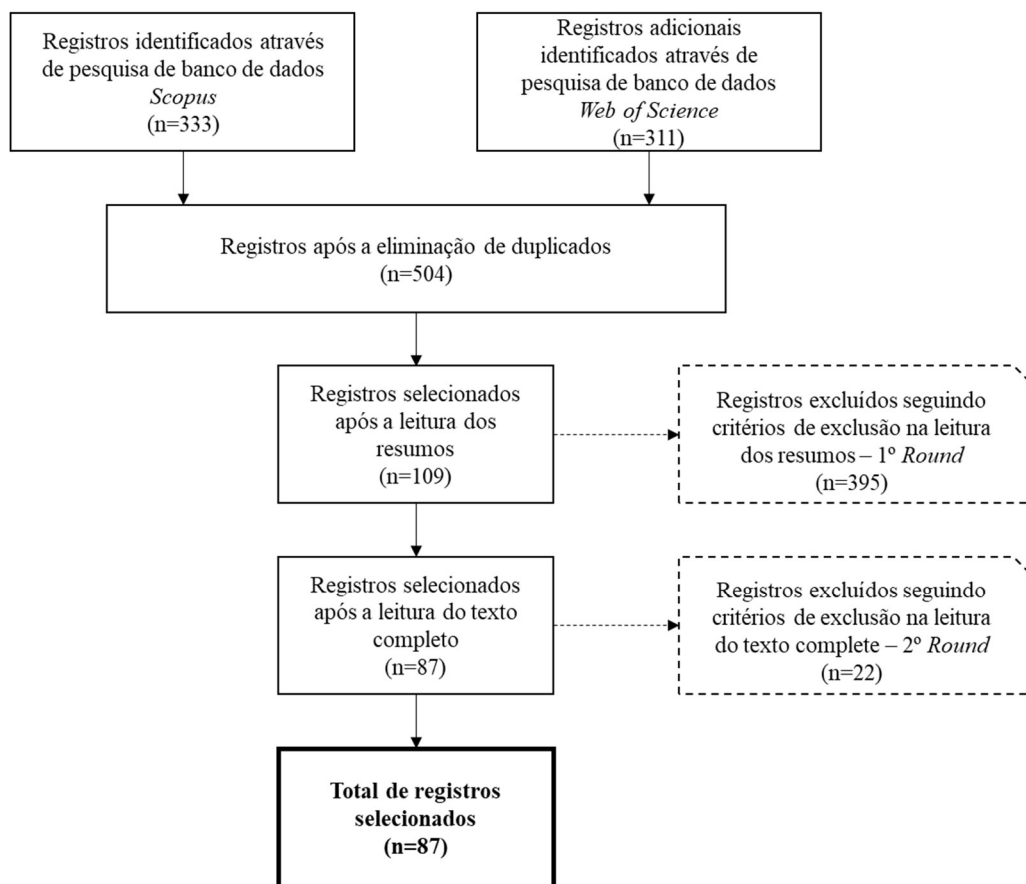 Registros identificados através
de pesquisa de banco de dados
Scopus
(n=333)
Registros adicionais
identificados através de
pesquisa de banco de dados
Web of Science
(n=311)
Registros após a eliminação de duplicados
(n=504)
Registros selecionados
após a leitura dos
resumos
(n=109)
Registros excluídos seguindo
critérios de exclusão na leitura
dos resumos – 1º Round
(n=395)
Registros selecionados
após a leitura do texto
completo
(n=87)
Registros excluídos seguindo
critérios de exclusão na leitura
do texto complete – 2º Round
(n=22)
Total de registros
selecionados
(n=87)